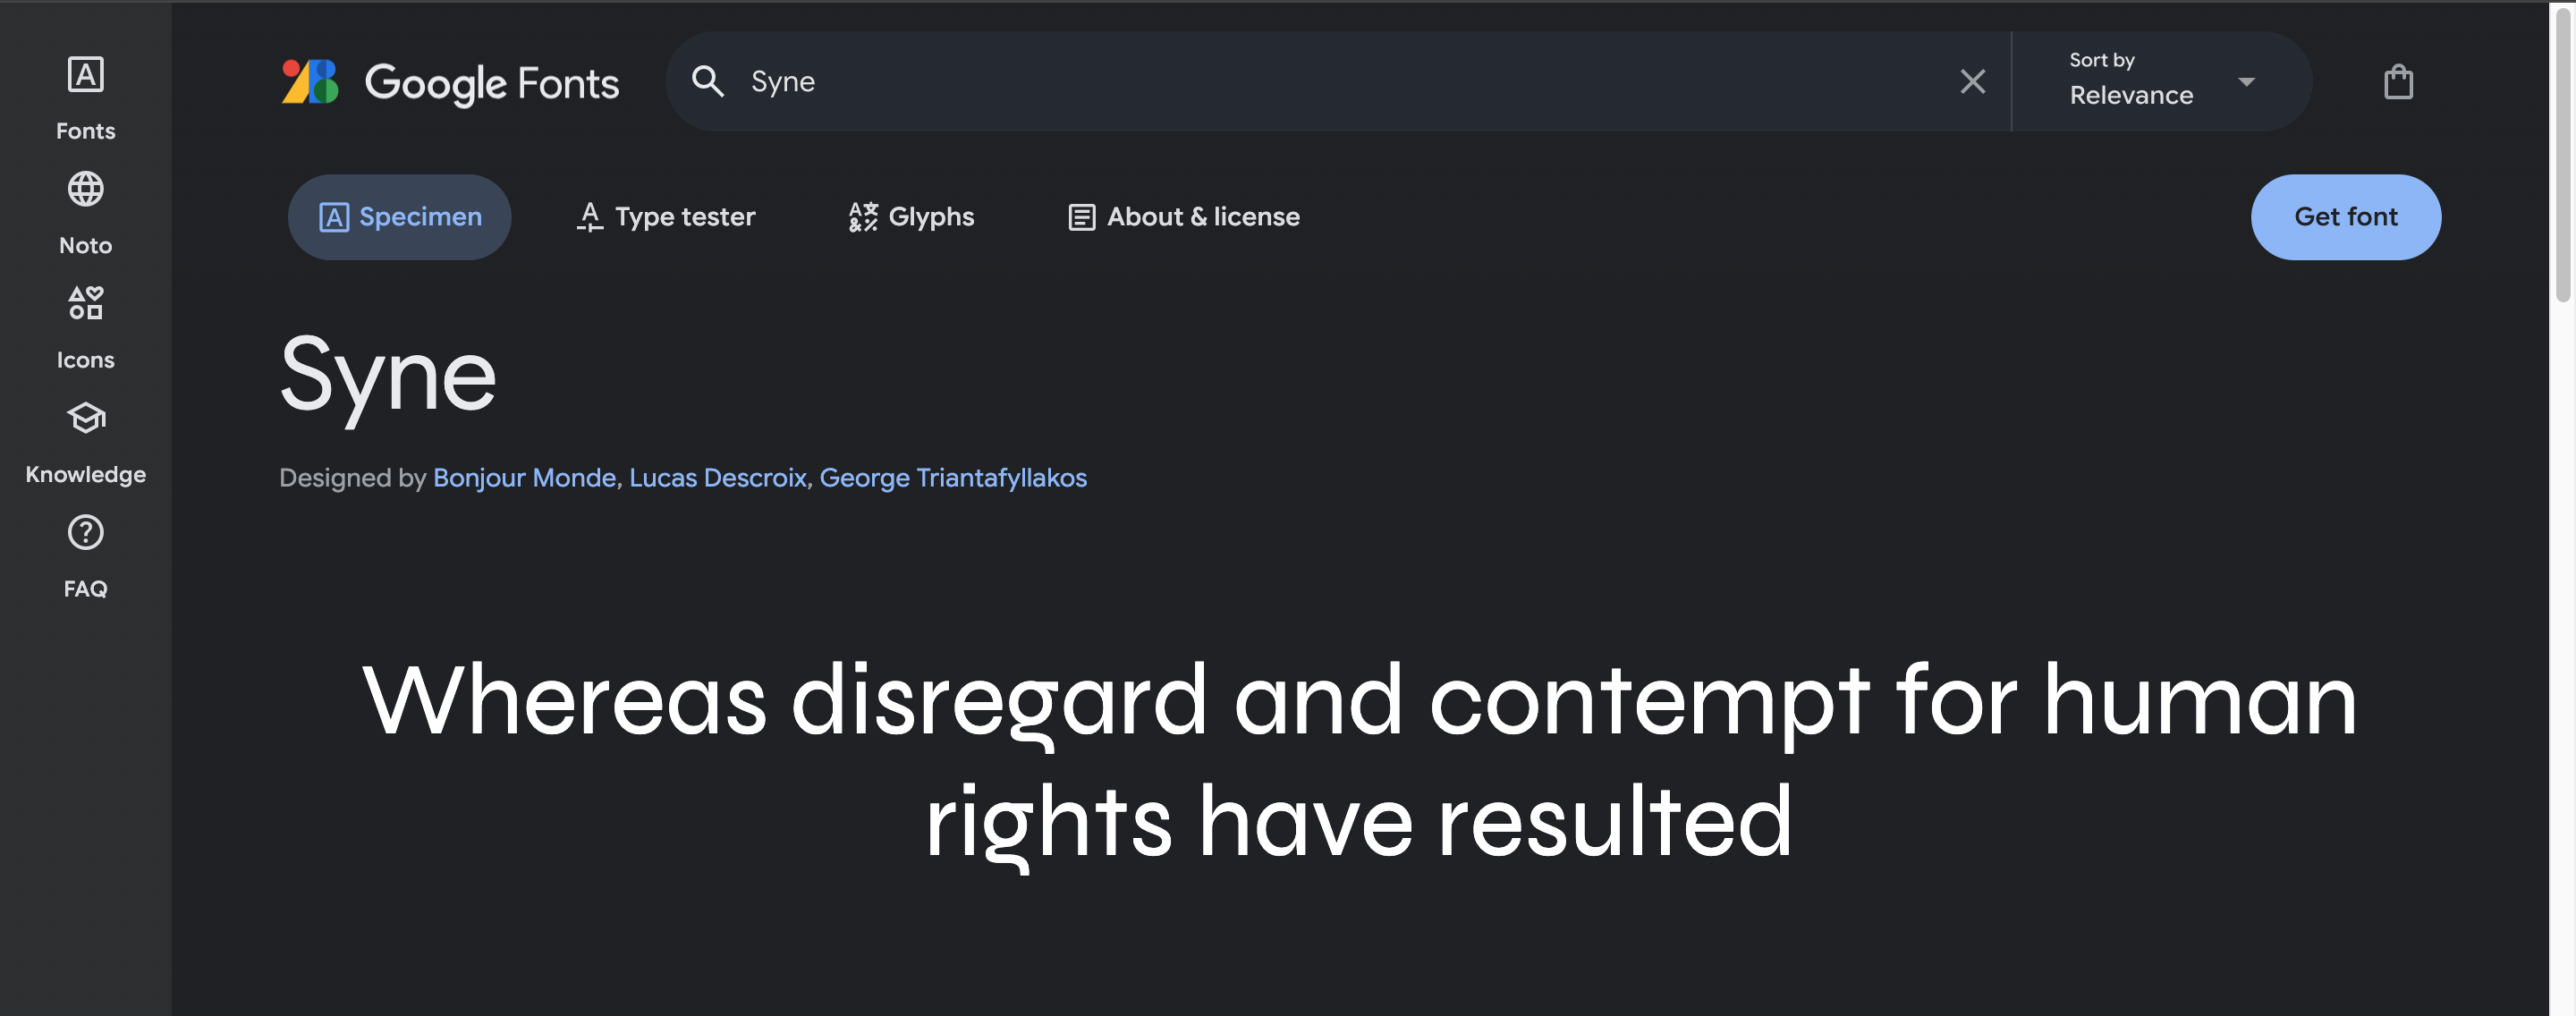 Fonts
Noto
Icons
Knowledge
FAQ
Google Fonts
Syne
Sort by
Relevance
Specimen
Type tester
Glyphs
About & license
Get font
Syne
Designed by Bonjour Monde, Lucas Descroix, George Triantafyllakos
Whereas disregard and contempt for human
rights have resulted